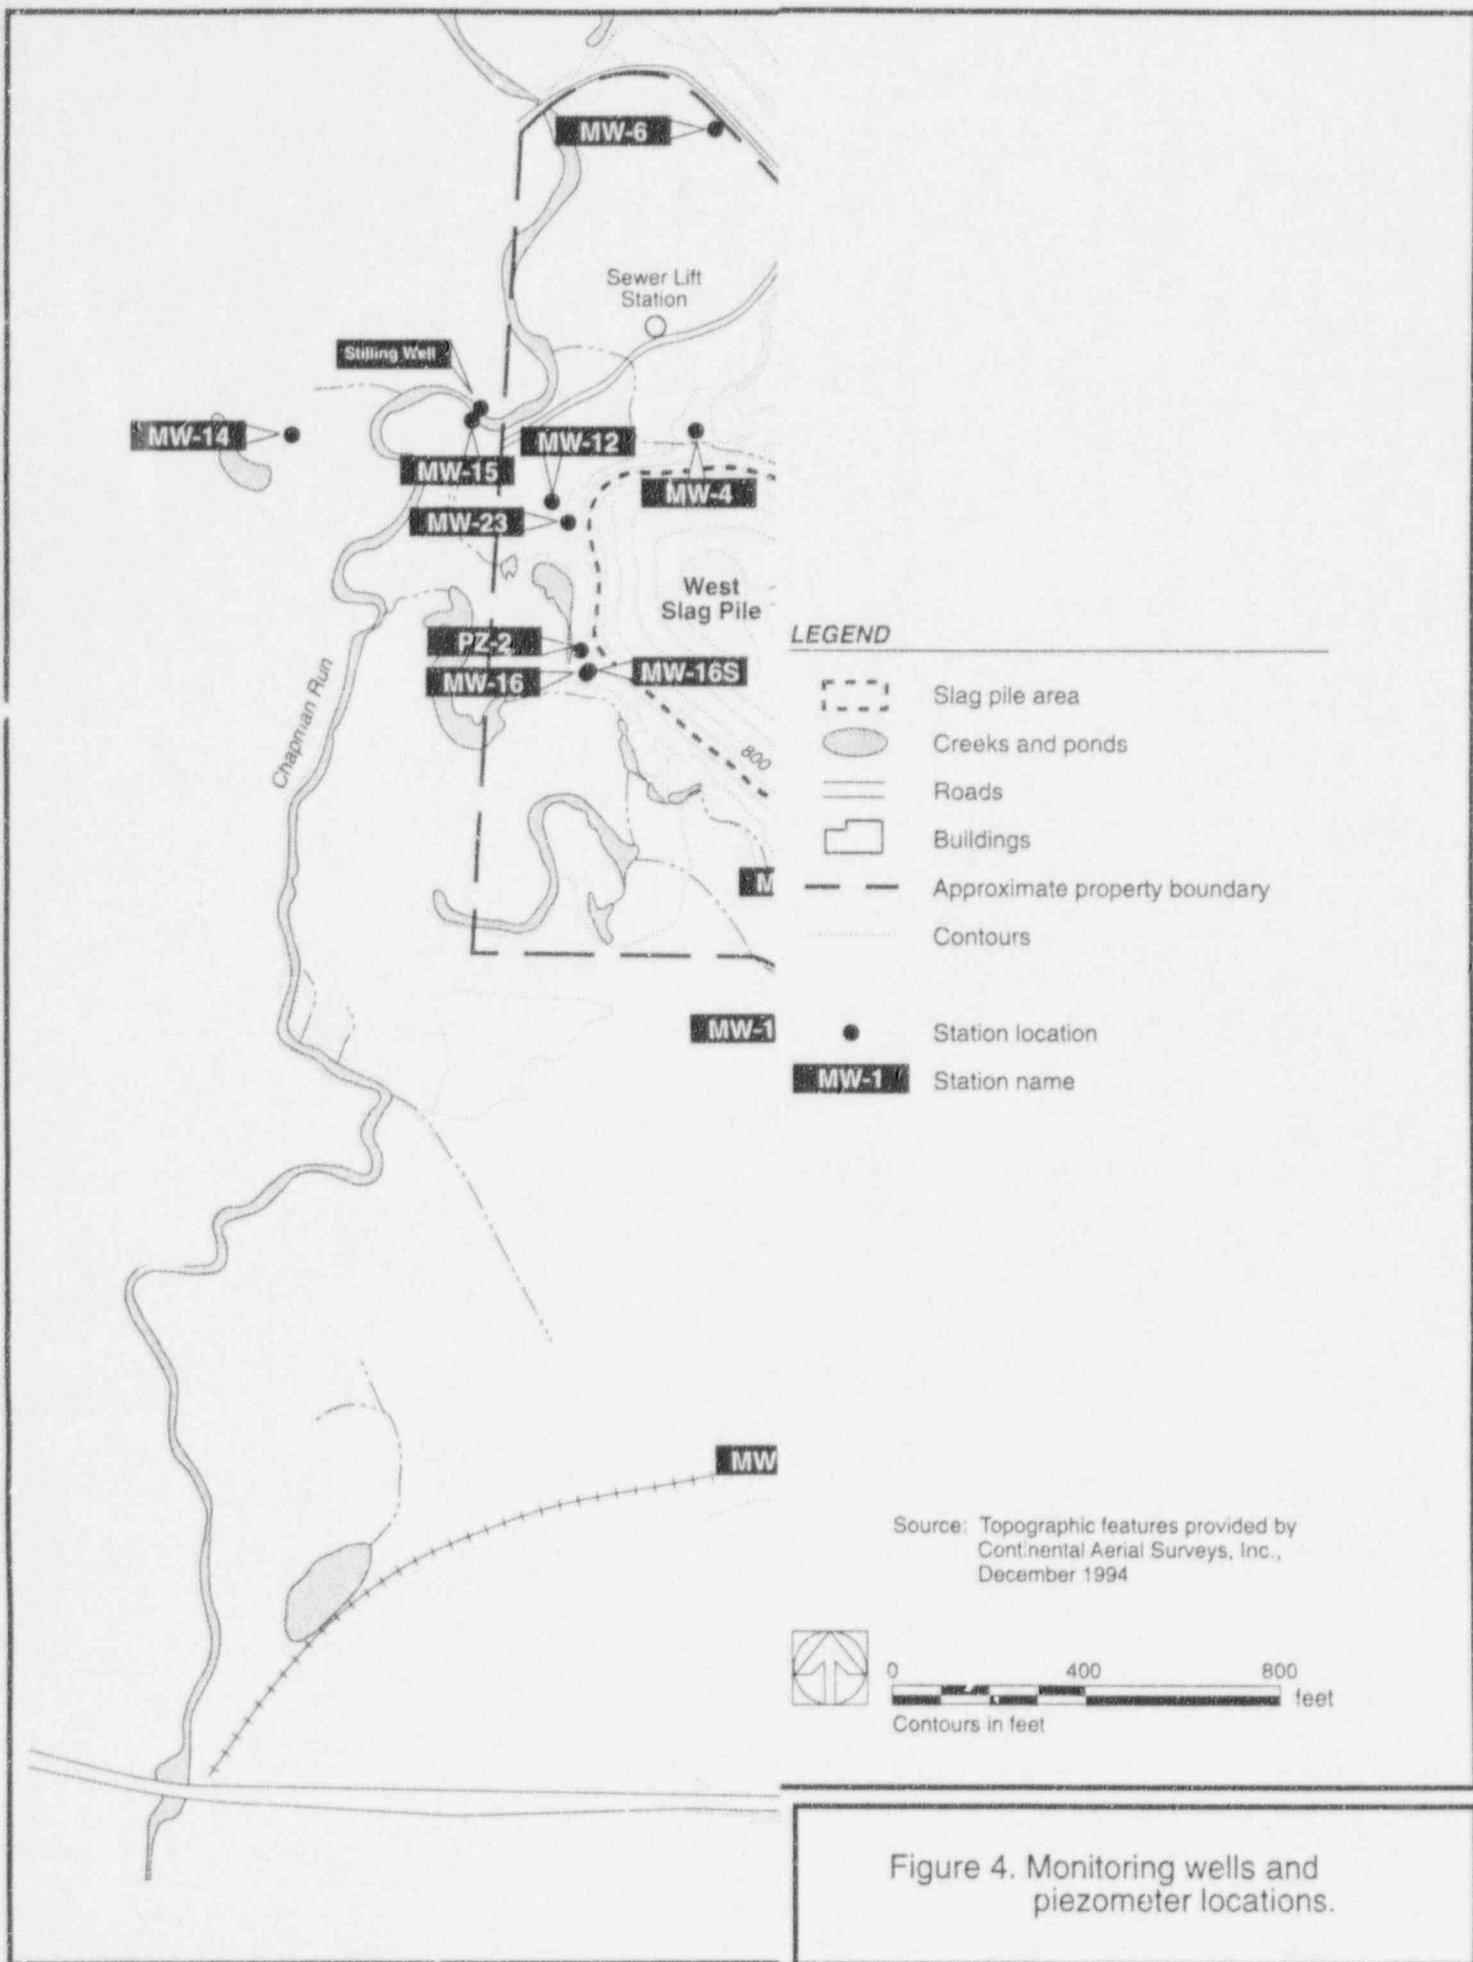 MW-6
Sewer Lift
Station
Stilling Well
MW-14
MW-12
MW-15
MW-4
MW-23
West
Slag Pile
PZ-2
MW-16S
MW-16
Chapman Run
800
M
MW-1
MW
LEGEND
Slag pile area
Creeks and ponds
Roads
Buildings
Approximate property boundary
Contours
Station location
MW-1 Station name
Source: Topographic features provided by
Continental Aerial Surveys, Inc.,
December 1994
0 400 800
feet
Contours in feet
Figure 4. Monitoring wells and
piezometer locations.